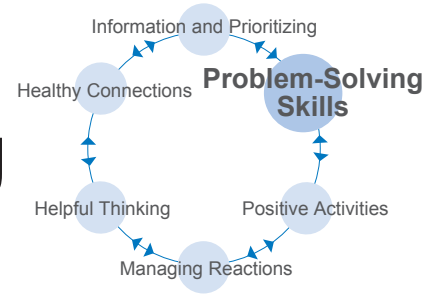 Information and Prioritizing
Problem-Solving
Skills
Healthy Connections
Helpful Thinking
Positive Activities
Managing Reactions